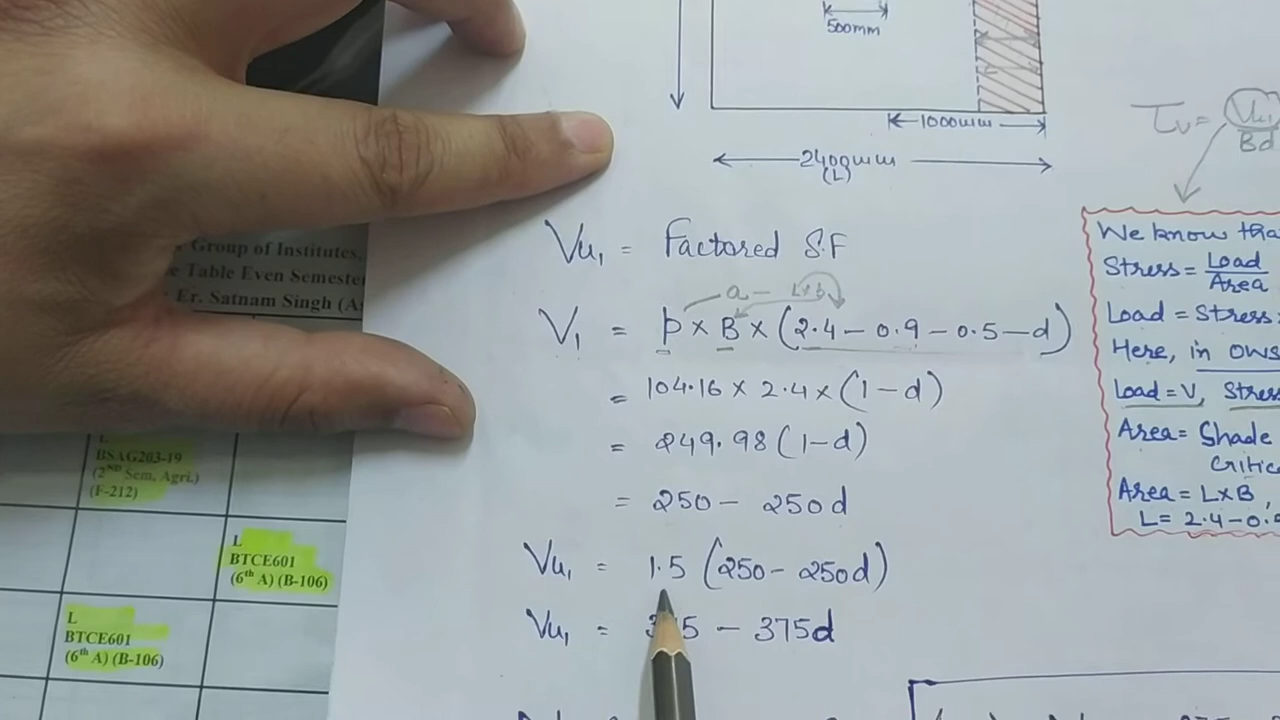 500mm
1000mm
2400mm
(L)
Vu₁ = Factored S.F
a - L×b
V₁ = p × B × (2.4 - 0.9 - 0.5 - d)
= 104.16 × 2.4 × (1-d)
= 249.98 (1-d)
= 250 - 250d
Vu₁ = 1.5 (250 - 250d)
Vu₁ = 375 - 375d
τv = Vu₁
Bd
We know tha
Stress = Load
Area
Load = Stress
Here, in ows
Load = V, Stress
Area = Shade
Critic
Area = L×B,
L = 2.4 - 0.
Group of Institutes,
e Table Even Semeste
Er. Satnam Singh (A
L
BSAG203-19
(2ND Sem, Agri.)
(F-212)
L
BTCE601
(6th A) (B-106)
L
BTCE601
(6th A) (B-106)